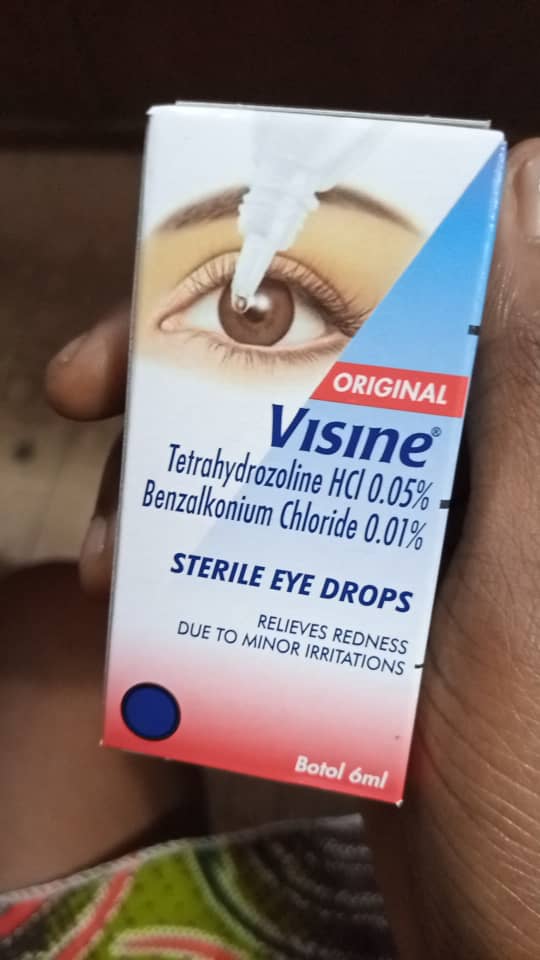 ORIGINAL
VISINE®
Tetrahydrozoline HCl 0.05%
Benzalkonium Chloride 0.01%
STERILE EYE DROPS
RELIEVES REDNESS
DUE TO MINOR IRRITATIONS
Botol 6ml